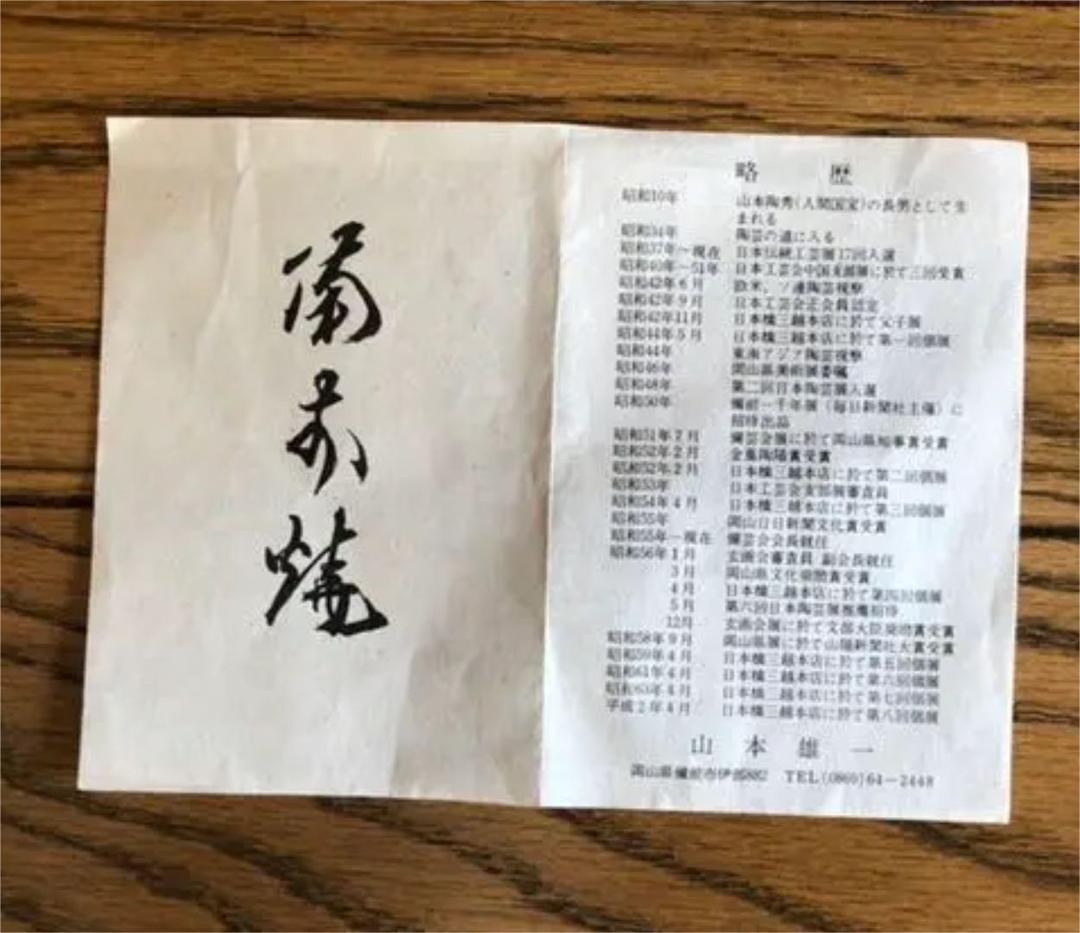 備前焼
略歴
昭和10年 山本陶秀(人間国宝)の長男として生
まれる
昭和34年 陶芸の道に入る
昭和37年～現在 日本伝統工芸展17回入選
昭和40年～51年 日本工芸会中国支部展に於て三回受賞
昭和42年6月 欧米，ソ連陶芸視察
昭和42年9月 日本工芸会正会員認定
昭和42年11月 日本橋三越本店に於て父子展
昭和44年5月 日本橋三越本店に於て第一回個展
昭和44年 東南アジア陶芸視察
昭和46年 岡山県美術展委嘱
昭和48年 第二回日本陶芸展入選
昭和50年 備前一千年展（毎日新聞社主催）に
招待出品
昭和51年7月 備芸会展に於て岡山県知事賞受賞
昭和52年2月 金重陶陽賞受賞
昭和52年2月 日本橋三越本店に於て第二回個展
昭和53年 日本工芸会支部展審査員
昭和54年4月 日本橋三越本店に於て第三回個展
昭和55年 岡山日日新聞文化賞受賞
昭和55年～現在 備芸会会長就任
昭和56年1月 玄画会審査員 副会長就任
3月 岡山県文化奨励賞受賞
4月 日本橋三越本店に於て第四回個展
5月 第六回日本陶芸展推薦招待
12月 玄画会展に於て文部大臣奨励賞受賞
昭和58年9月 岡山県展に於て山陽新聞社大賞受賞
昭和59年4月 日本橋三越本店に於て第五回個展
昭和61年4月 日本橋三越本店に於て第六回個展
昭和63年4月 日本橋三越本店に於て第七回個展
平成2年4月 日本橋三越本店に於て第八回個展
山本雄一
岡山県備前市伊部882 TEL(0869)64－2448